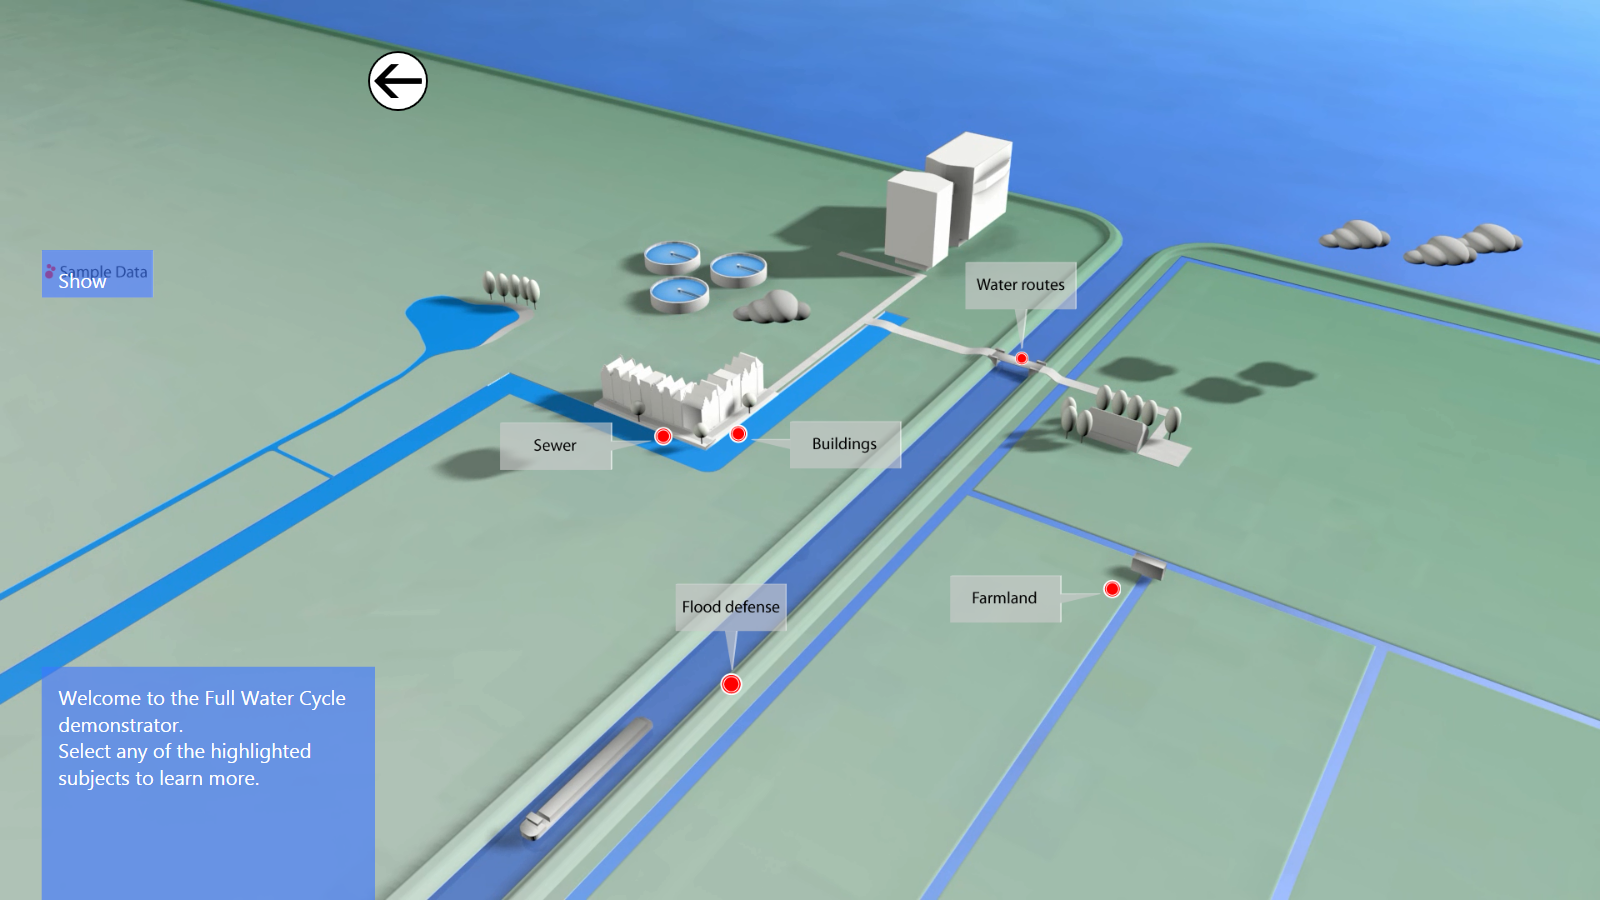 Water routes
Sample Data
Show
Sewer
Buildings
Farmland
Flood defense
Welcome to the Full Water Cycle
demonstrator.
Select any of the highlighted
subjects to learn more.